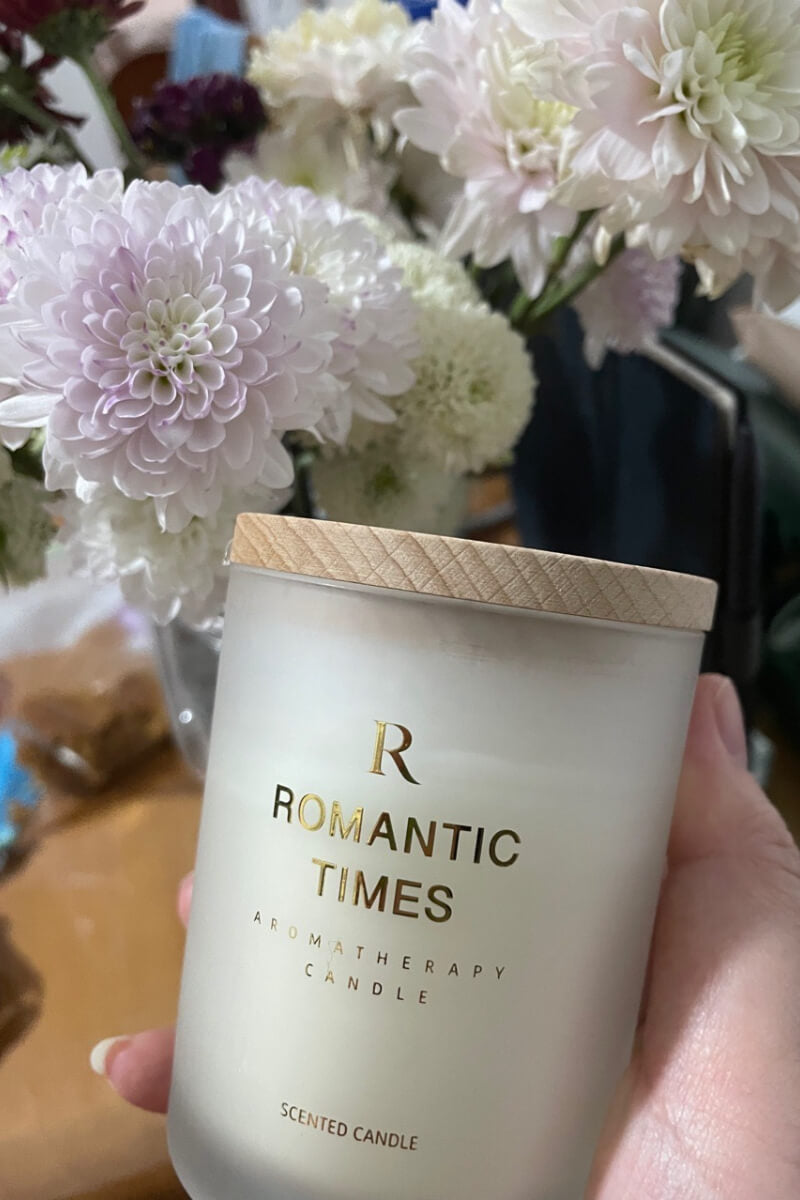 R
ROMANTIC
TIMES
AROMATHERAPY
CANDLE
SCENTED CANDLE